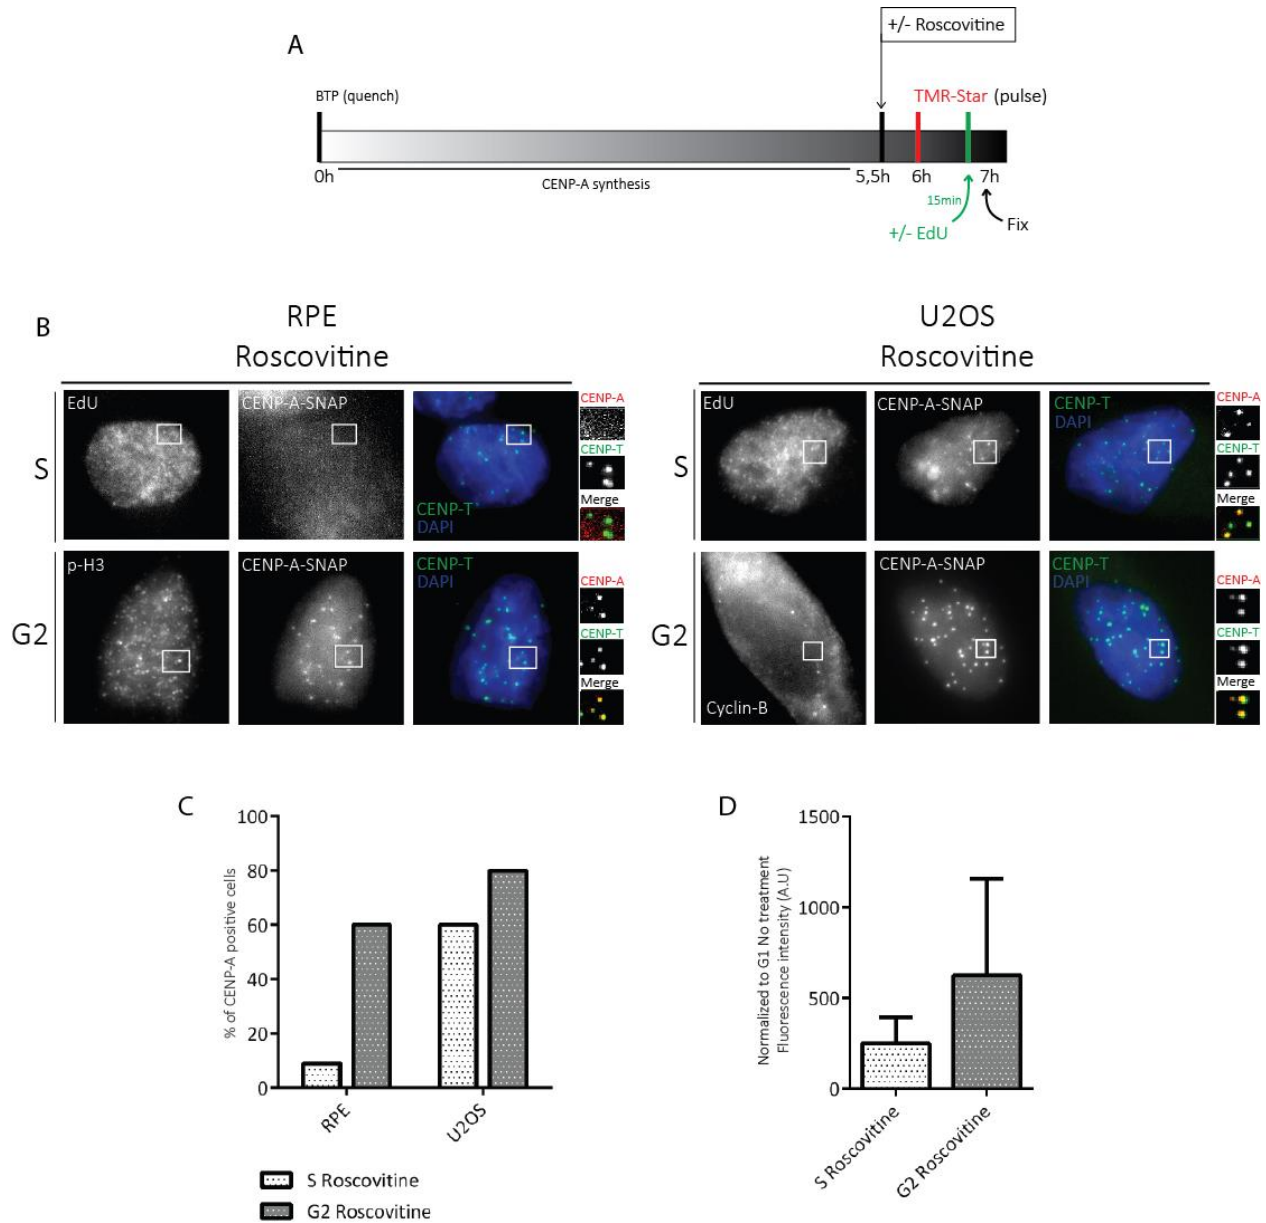 A
+/- Roscovitine
BTP (quench)
TMR-Star (pulse)
0h
CENP-A synthesis
5,5h
6h
7h
15min
+/- EdU
Fix
B
RPE
Roscovitine
U2OS
Roscovitine
S
EdU
CENP-A-SNAP
CENP-T
DAPI
CENP-A
CENP-T
Merge
G2
p-H3
CENP-A-SNAP
CENP-T
DAPI
CENP-A
CENP-T
Merge
S
EdU
CENP-A-SNAP
CENP-T
DAPI
CENP-A
CENP-T
Merge
G2
Cyclin-B
CENP-A-SNAP
CENP-T
DAPI
CENP-A
CENP-T
Merge
C
% of CENP-A positive cells
100
80
60
40
20
0
RPE
U2OS
S Roscovitine
G2 Roscovitine
D
Normalized to G1 No treatment
Fluorescence intensity (A.U)
1500
1000
500
0
S Roscovitine
G2 Roscovitine